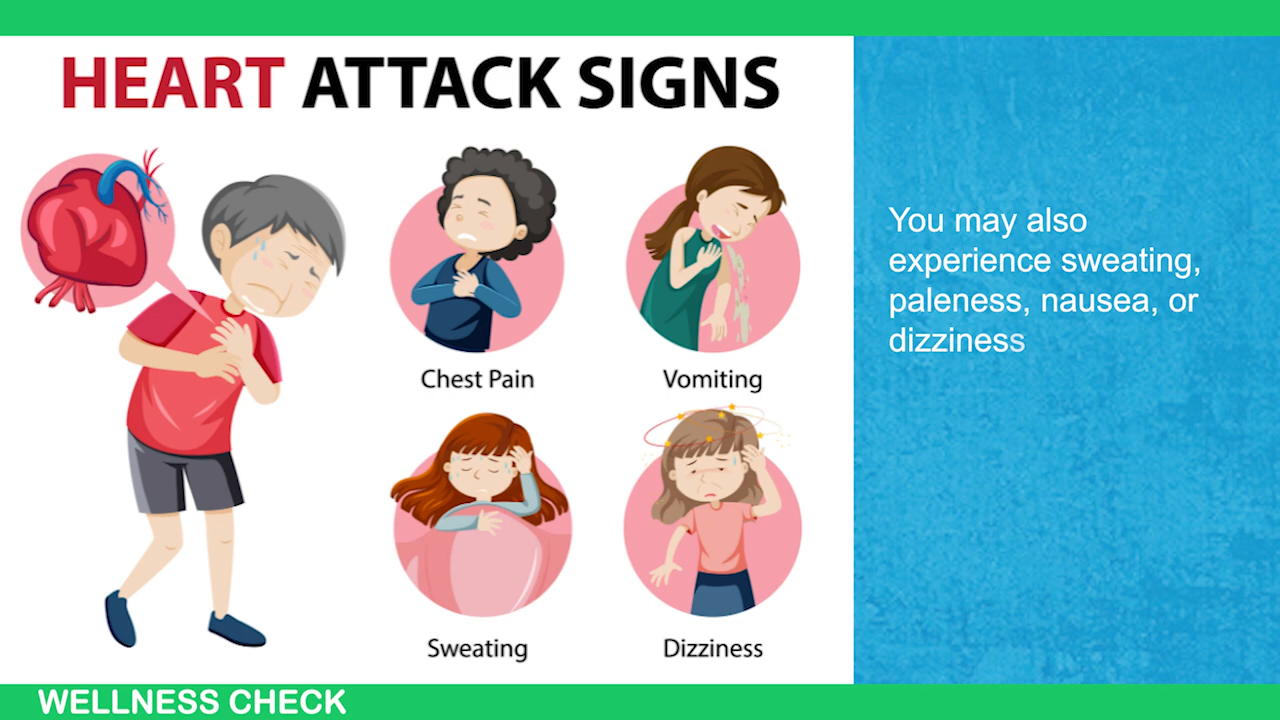 HEART ATTACK SIGNS
You may also
experience sweating,
paleness, nausea, or
dizziness
Chest Pain
Vomiting
Sweating
Dizziness
WELLNESS CHECK